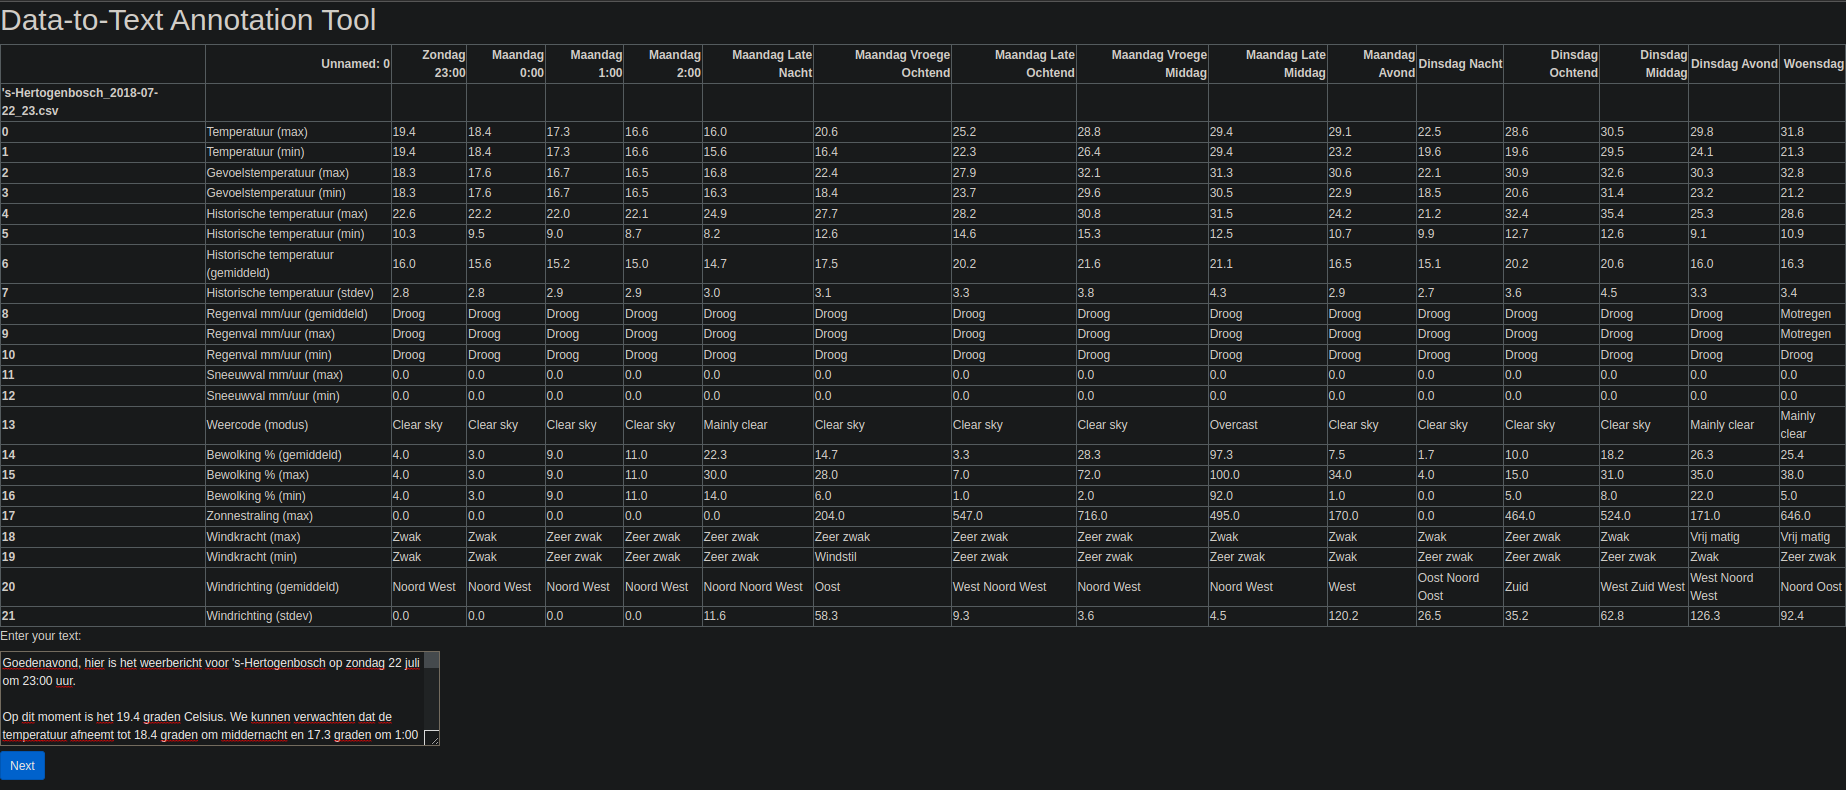 Data-to-Text Annotation Tool
Unnamed: 0 Zondag 23:00 Maandag 0:00 Maandag 1:00 Maandag 2:00 Maandag Late Nacht Maandag Vroege Ochtend Maandag Late Ochtend Maandag Vroege Middag Maandag Late Middag Maandag Avond Dinsdag Nacht Dinsdag Ochtend Dinsdag Middag Dinsdag Avond Woensdag
's-Hertogenbosch_2018-07-22_23.csv
0 Temperatuur (max) 19.4 18.4 17.3 16.6 16.0 20.6 25.2 28.8 29.4 29.1 22.5 28.6 30.5 29.8 31.8
1 Temperatuur (min) 19.4 18.4 17.3 16.6 15.6 16.4 22.3 26.4 29.4 23.2 19.6 19.6 29.5 24.1 21.3
2 Gevoelstemperatuur (max) 18.3 17.6 16.7 16.5 16.8 22.4 27.9 32.1 31.3 30.6 22.1 30.9 32.6 30.3 32.8
3 Gevoelstemperatuur (min) 18.3 17.6 16.7 16.5 16.3 18.4 23.7 29.6 30.5 22.9 18.5 20.6 31.4 23.2 21.2
4 Historische temperatuur (max) 22.6 22.2 22.0 22.1 24.9 27.7 28.2 30.8 31.5 24.2 21.2 32.4 35.4 25.3 28.6
5 Historische temperatuur (min) 10.3 9.5 9.0 8.7 8.2 12.6 14.6 15.3 12.5 10.7 9.9 12.7 12.6 9.1 10.9
6 Historische temperatuur (gemiddeld) 16.0 15.6 15.2 15.0 14.7 17.5 20.2 21.6 21.1 16.5 15.1 20.2 20.6 16.0 16.3
7 Historische temperatuur (stdev) 2.8 2.8 2.9 2.9 3.0 3.1 3.3 3.8 4.3 2.9 2.7 3.6 4.5 3.3 3.4
8 Regenval mm/uur (gemiddeld) Droog Droog Droog Droog Droog Droog Droog Droog Droog Droog Droog Droog Droog Droog Motregen
9 Regenval mm/uur (max) Droog Droog Droog Droog Droog Droog Droog Droog Droog Droog Droog Droog Droog Droog Motregen
10 Regenval mm/uur (min) Droog Droog Droog Droog Droog Droog Droog Droog Droog Droog Droog Droog Droog Droog Droog
11 Sneeuwval mm/uur (max) 0.0 0.0 0.0 0.0 0.0 0.0 0.0 0.0 0.0 0.0 0.0 0.0 0.0 0.0 0.0
12 Sneeuwval mm/uur (min) 0.0 0.0 0.0 0.0 0.0 0.0 0.0 0.0 0.0 0.0 0.0 0.0 0.0 0.0 0.0
13 Weercode (modus) Clear sky Clear sky Clear sky Clear sky Mainly clear Clear sky Clear sky Clear sky Overcast Clear sky Clear sky Clear sky Clear sky Mainly clear Mainly clear
14 Bewolking % (gemiddeld) 4.0 3.0 9.0 11.0 22.3 14.7 3.3 28.3 97.3 7.5 1.7 10.0 18.2 26.3 25.4
15 Bewolking % (max) 4.0 3.0 9.0 11.0 30.0 28.0 7.0 72.0 100.0 34.0 4.0 15.0 31.0 35.0 38.0
16 Bewolking % (min) 4.0 3.0 9.0 11.0 14.0 6.0 1.0 2.0 92.0 1.0 0.0 5.0 8.0 22.0 5.0
17 Zonnestraling (max) 0.0 0.0 0.0 0.0 0.0 204.0 547.0 716.0 495.0 170.0 0.0 464.0 524.0 171.0 646.0
18 Windkracht (max) Zwak Zwak Zeer zwak Zeer zwak Zeer zwak Zeer zwak Zeer zwak Zeer zwak Zwak Zwak Zwak Zeer zwak Zwak Vrij matig Vrij matig
19 Windkracht (min) Zwak Zwak Zeer zwak Zeer zwak Zeer zwak Windstil Zeer zwak Zeer zwak Zeer zwak Zwak Zeer zwak Zeer zwak Zeer zwak Zwak Zeer zwak
20 Windrichting (gemiddeld) Noord West Noord West Noord West Noord West Noord Noord West Oost West Noord West Noord West Noord West West Oost Noord Oost Zuid West Zuid West West Noord West Noord Oost
21 Windrichting (stdev) 0.0 0.0 0.0 0.0 11.6 58.3 9.3 3.6 4.5 120.2 26.5 35.2 62.8 126.3 92.4
Enter your text:
Goedenavond, hier is het weerbericht voor 's-Hertogenbosch op zondag 22 juli
om 23:00 uur.
Op dit moment is het 19.4 graden Celsius. We kunnen verwachten dat de
temperatuur afneemt tot 18.4 graden om middernacht en 17.3 graden om 1:00
Next